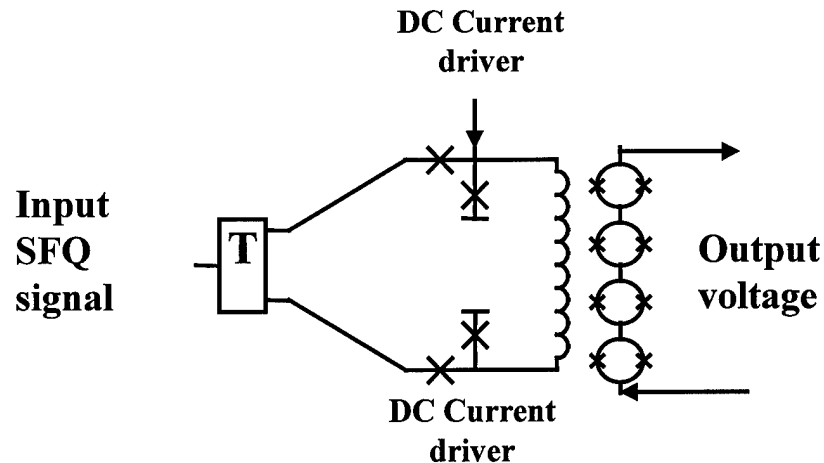 DC Current
driver
Input
SFQ
signal
T
Output
voltage
DC Current
driver